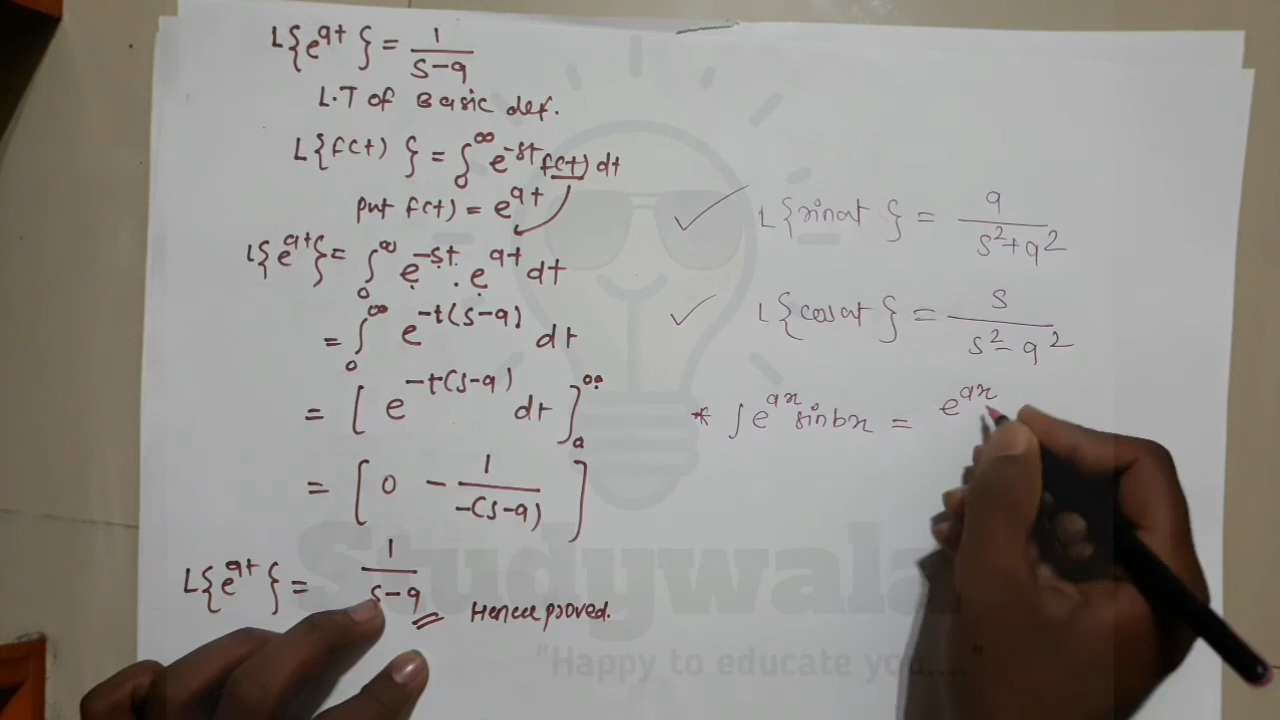 L{e^at} = 1/(s-a)
L.T of Basic def.
L{f(t)} = ∫₀^∞ e^-st f(t) dt
put f(t) = e^at
L{e^at} = ∫₀^∞ e^-st . e^at dt
= ∫₀^∞ e^-t(s-a) dt
= [ e^-t(s-a) dt ]₀^∞
= [ 0 - 1/-(s-a) ]
L{e^at} = 1/(s-a) Hence proved.
L{sinat} = a/(s²+a²)
L{cosat} = s/(s²-a²)
* ∫e^ax sinbx = e^ax
Studywala
"Happy to educate you...."